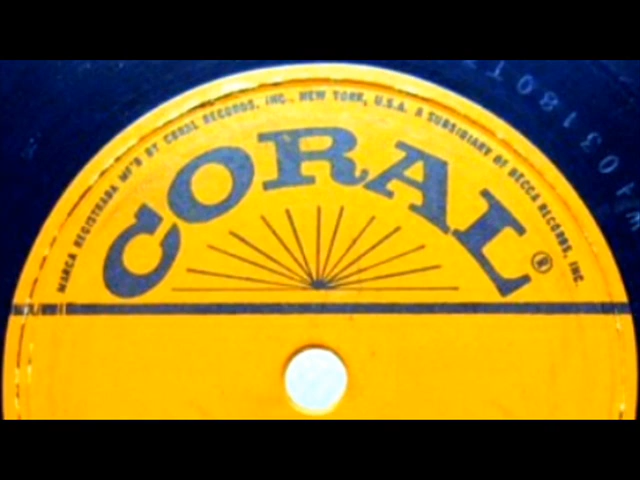 MARCA REGISTRADA MF'D BY CORAL RECORDS, INC., NEW YORK, U.S.A. A SUBSIDIARY OF DECCA RECORDS, INC.
CORAL®